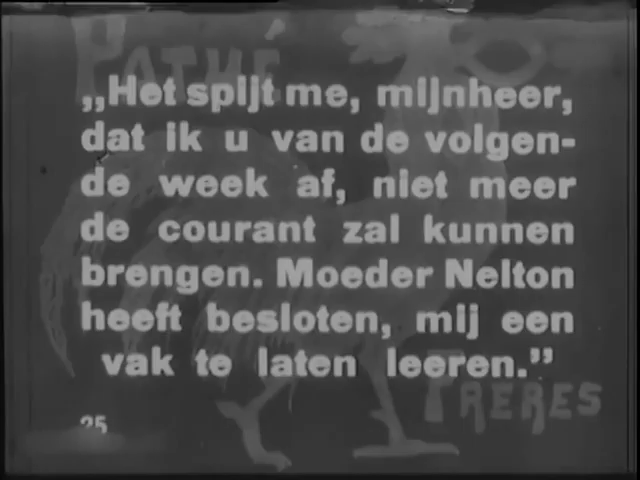 PATHÉ
„Het spijt me, mijnheer,
dat ik u van de volgen-
de week af, niet meer
de courant zal kunnen
brengen. Moeder Nelton
heeft besloten, mij een
vak te laten leeren.”
FRERES
25